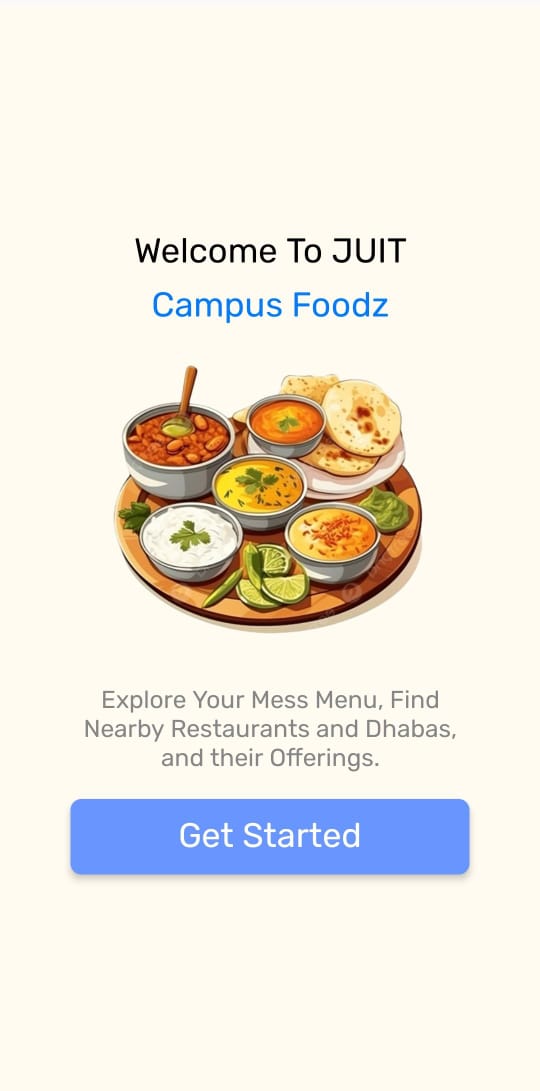 Welcome To JUIT
Campus Foodz
Explore Your Mess Menu, Find
Nearby Restaurants and Dhabas,
and their Offerings.
Get Started